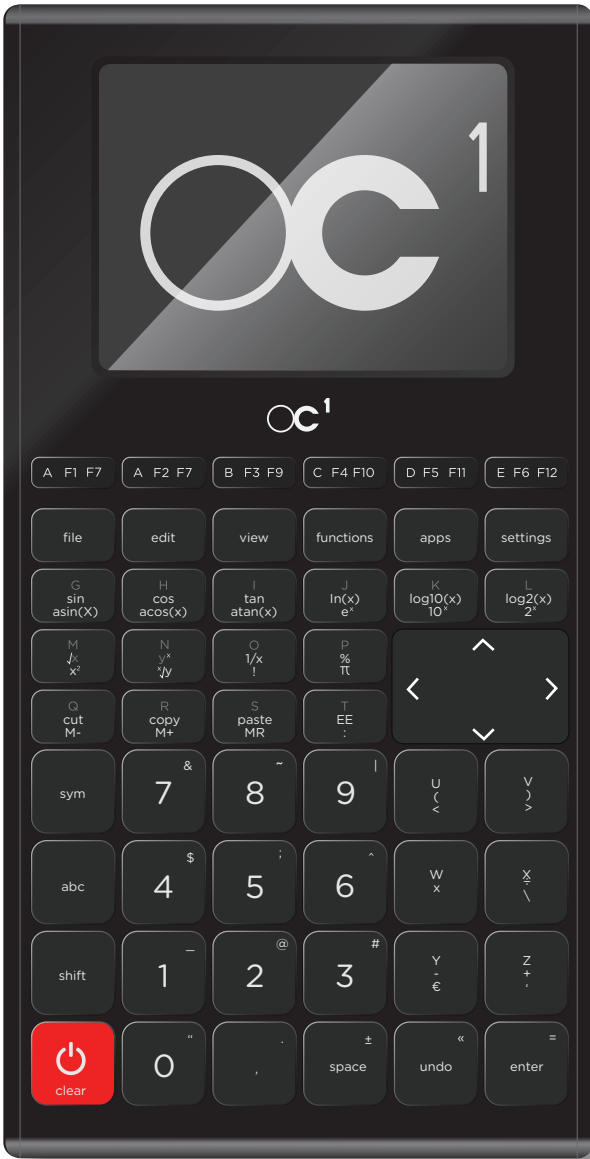 OC 1
OC 1
A F1 F7 A F2 F7 B F3 F9 C F4 F10 D F5 F11 E F6 F12
file edit view functions apps settings
G H I J K L
sin cos tan ln(x) log10(x) log2(x)
asin(X) acos(x) atan(x) eˣ 10ˣ 2ˣ
M N O P
√x yˣ 1/x %
x² ˣ√y ! π
Q R S T
cut copy paste EE
M- M+ MR :
& ~ |
sym 7 8 9 U ( < V ) >
$ ; ^
abc 4 5 6 W x X ÷ \
_ @ #
shift 1 2 3 Y - € Z + ‘
“ . ± « =
0 , space undo enter
clear